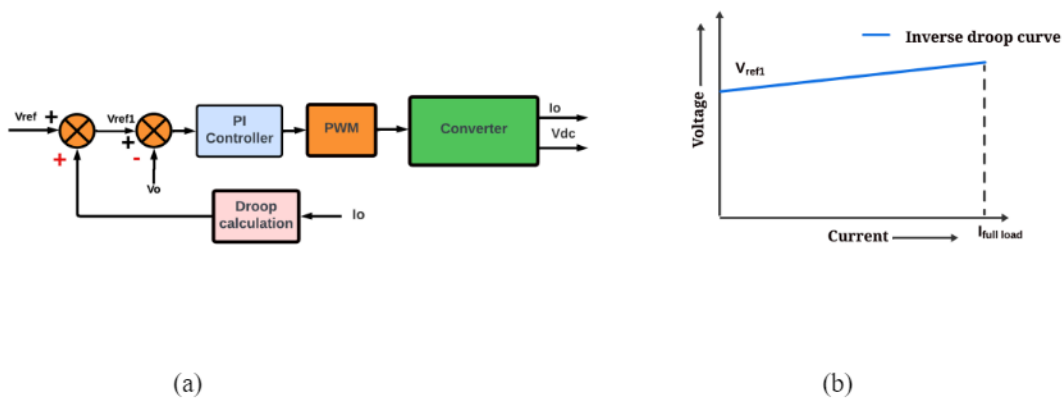 Vref
+
+
Vref1
+
-
Vo
PI
Controller
PWM
Converter
Io
Vdc
Droop
calculation
Io
(a)
Inverse droop curve
Vref1
Voltage
Current
Ifull load
(b)